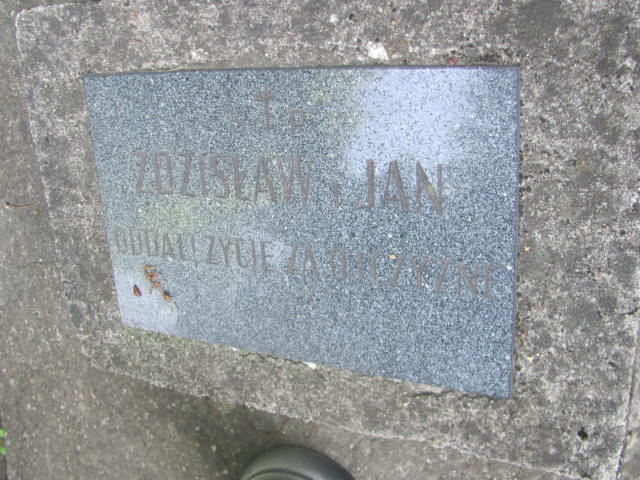 Ś † P
ZDZISŁAW i JAN
ODDALI ŻYCIE ZA OJCZYZNĘ